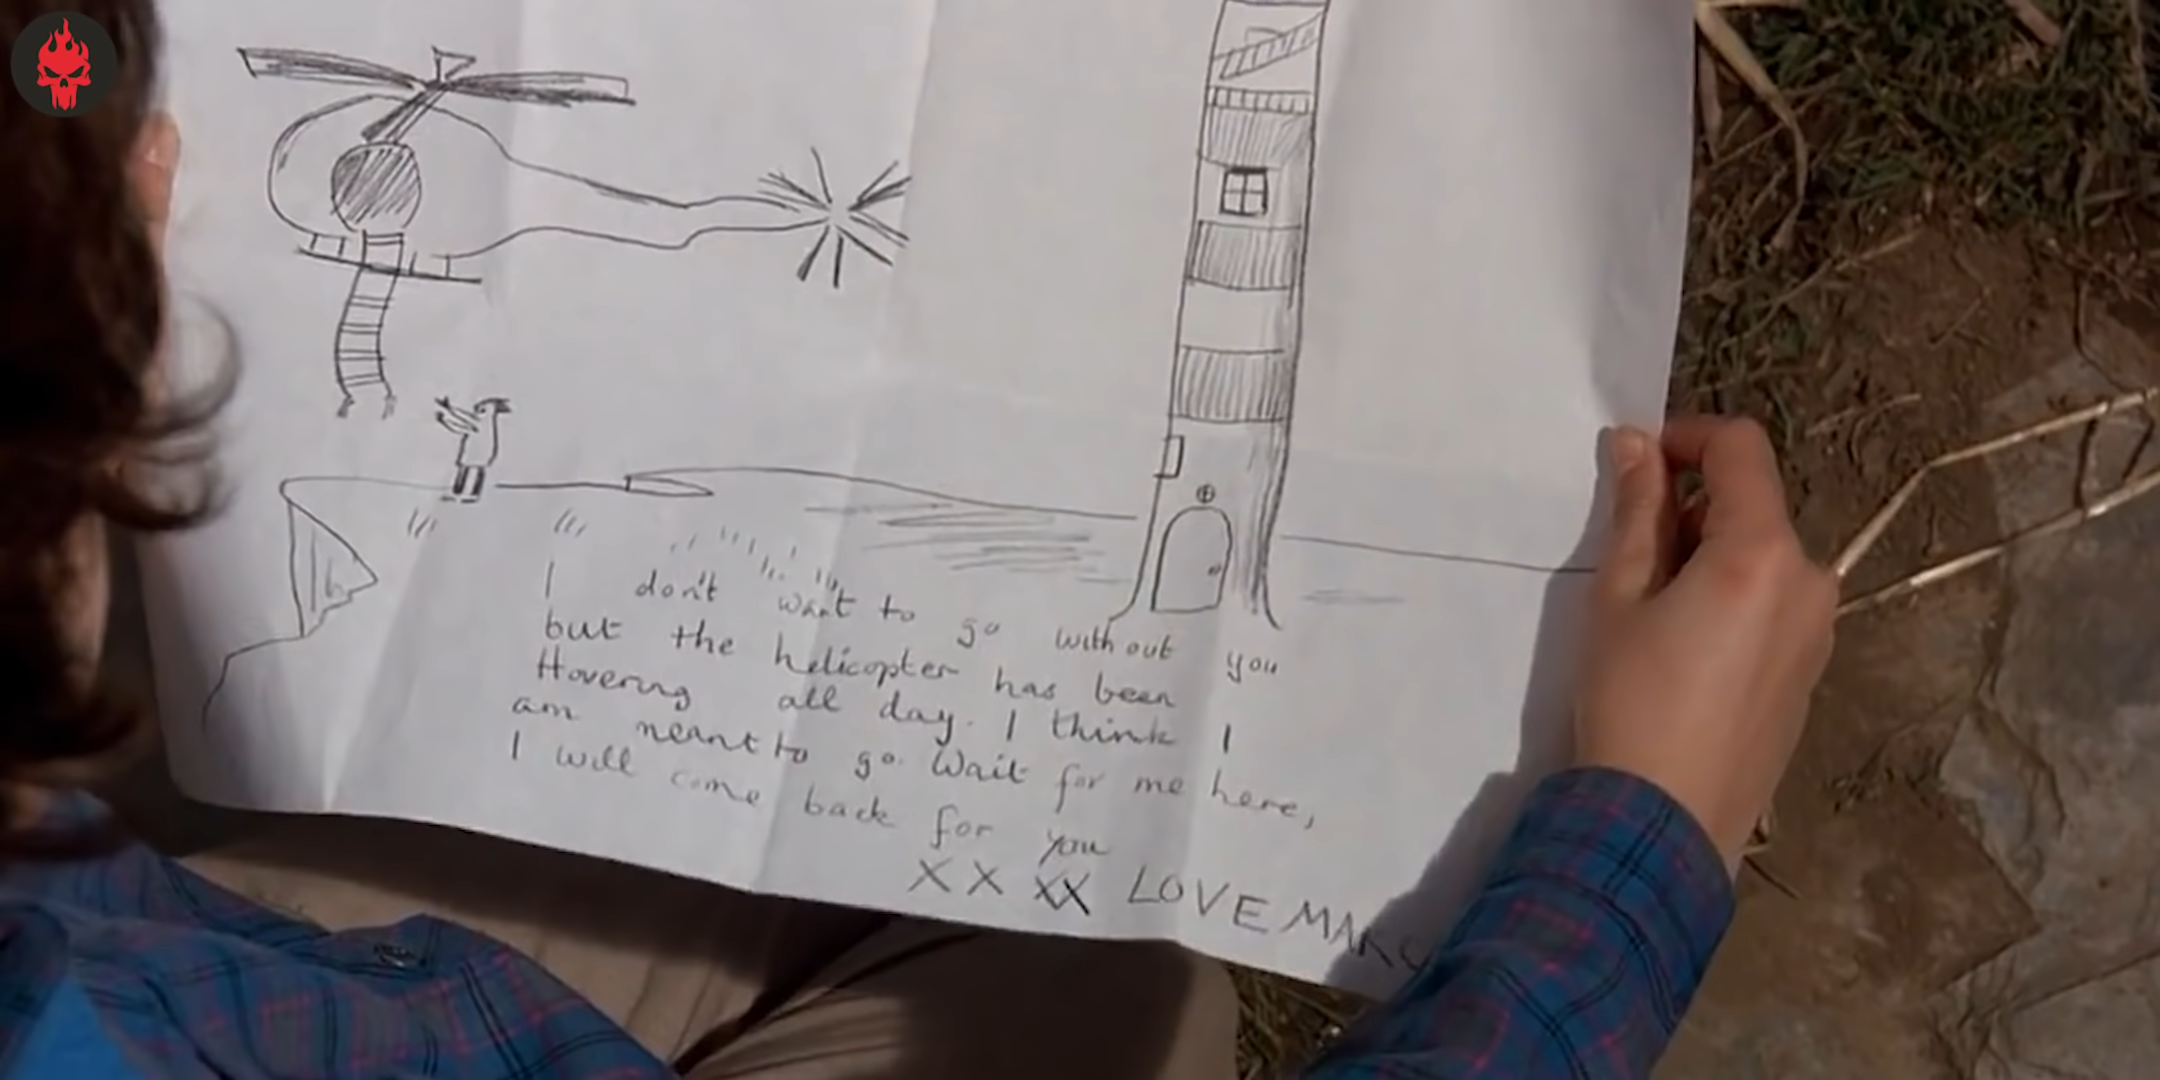 I don't want to go without you
but the helicopter has been
Hovering all day. I think I
am meant to go. Wait for me here,
I will come back for you
X X XX LOVE MARC